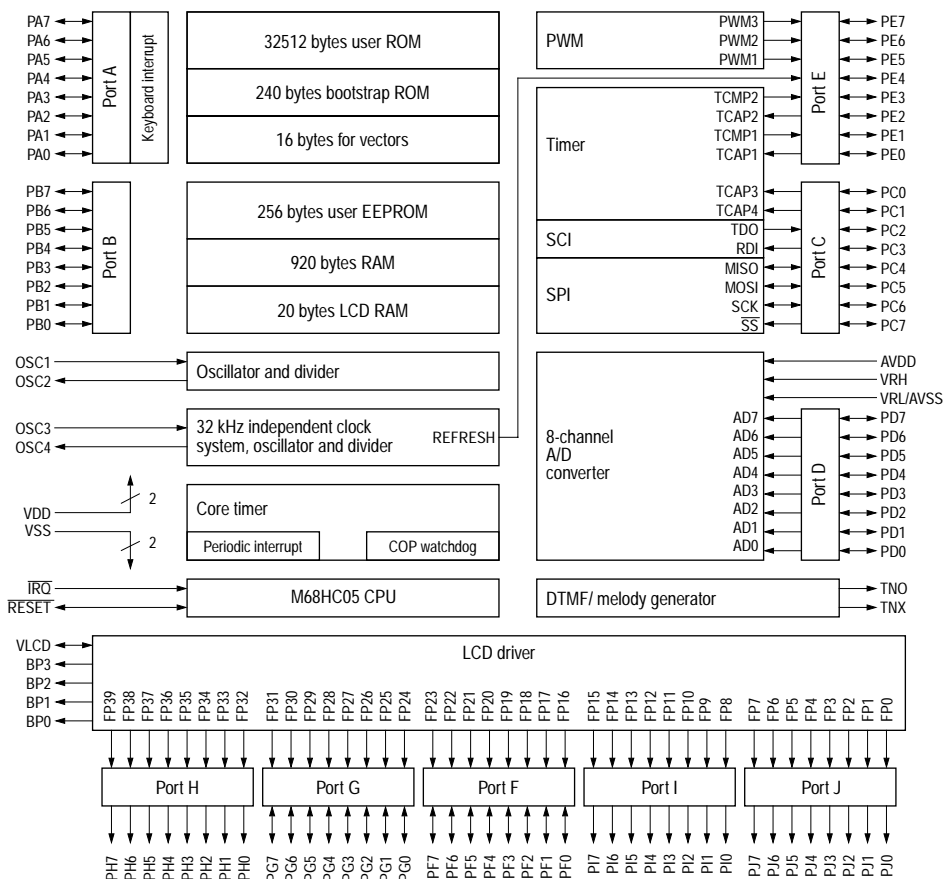 PA7
PA6
PA5
PA4
PA3
PA2
PA1
PA0
Port A
Keyboard interrupt
32512 bytes user ROM
240 bytes bootstrap ROM
16 bytes for vectors
PWM
PWM3
PWM2
PWM1
Timer
TCMP2
TCAP2
TCMP1
TCAP1
TCAP3
TCAP4
Port E
PE7
PE6
PE5
PE4
PE3
PE2
PE1
PE0
PB7
PB6
PB5
PB4
PB3
PB2
PB1
PB0
Port B
256 bytes user EEPROM
920 bytes RAM
20 bytes LCD RAM
SCI
TDO
RDI
SPI
MISO
MOSI
SCK
SS
Port C
PC0
PC1
PC2
PC3
PC4
PC5
PC6
PC7
OSC1
OSC2
Oscillator and divider
OSC3
OSC4
32 kHz independent clock
system, oscillator and divider
REFRESH
8-channel
A/D
converter
AVDD
VRH
VRL/AVSS
AD7
AD6
AD5
AD4
AD3
AD2
AD1
AD0
Port D
PD7
PD6
PD5
PD4
PD3
PD2
PD1
PD0
VDD
VSS
2
2
Core timer
Periodic interrupt
COP watchdog
IRQ
RESET
M68HC05 CPU
DTMF/ melody generator
TNO
TNX
VLCD
BP3
BP2
BP1
BP0
LCD driver
FP39
FP38
FP37
FP36
FP35
FP34
FP33
FP32
FP31
FP30
FP29
FP28
FP27
FP26
FP25
FP24
FP23
FP22
FP21
FP20
FP19
FP18
FP17
FP16
FP15
FP14
FP13
FP12
FP11
FP10
FP9
FP8
FP7
FP6
FP5
FP4
FP3
FP2
FP1
FP0
Port H
Port G
Port F
Port I
Port J
PH7
PH6
PH5
PH4
PH3
PH2
PH1
PH0
PG7
PG6
PG5
PG4
PG3
PG2
PG1
PG0
PF7
PF6
PF5
PF4
PF3
PF2
PF1
PF0
PI7
PI6
PI5
PI4
PI3
PI2
PI1
PI0
PJ7
PJ6
PJ5
PJ4
PJ3
PJ2
PJ1
PJ0